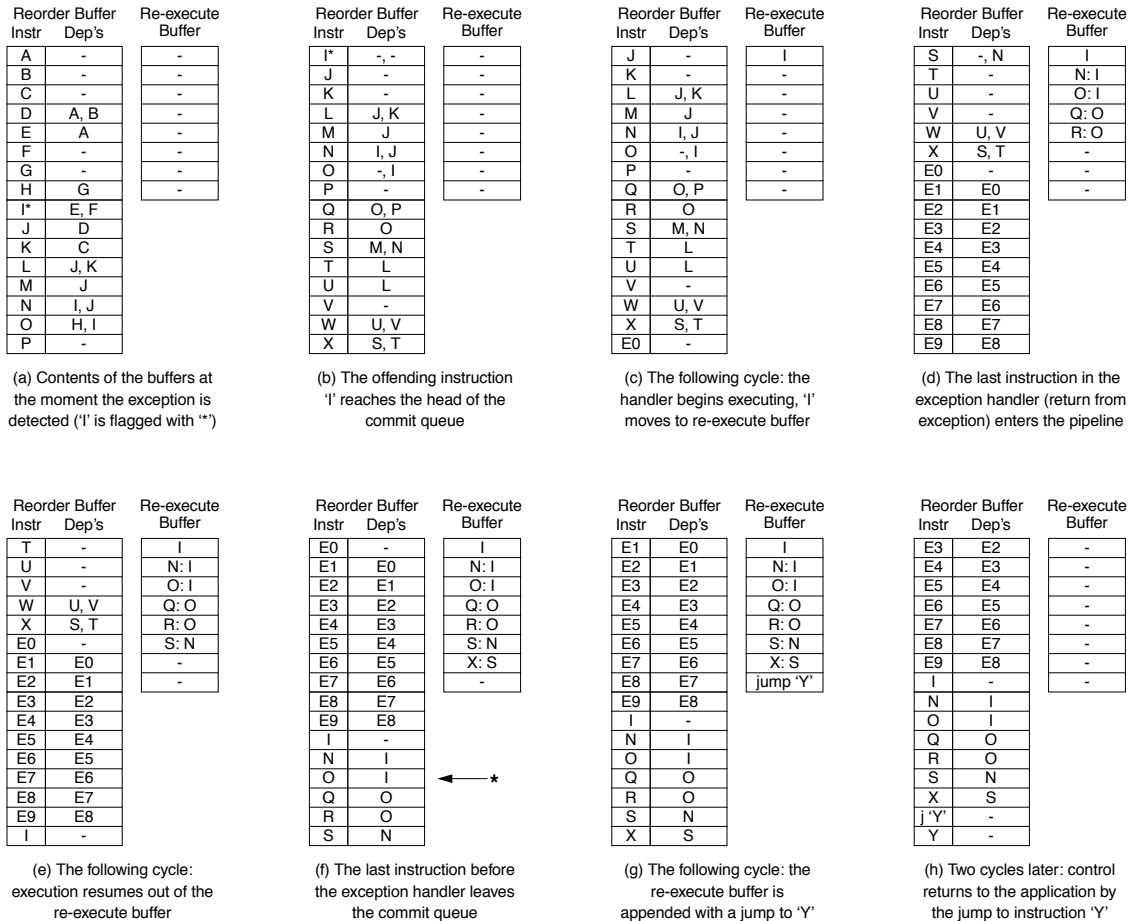 Reorder Buffer Re-execute
Instr Dep's Buffer
A - -
B - -
C - -
D A, B -
E A -
F - -
G - -
H G -
I* E, F
J D
K C
L J, K
M J
N I, J
O H, I
P -
(a) Contents of the buffers at
the moment the exception is
detected (‘I’ is flagged with ‘*’)
Reorder Buffer Re-execute
Instr Dep's Buffer
I* -, - -
J - -
K - -
L J, K -
M J -
N I, J -
O -, I -
P - -
Q O, P
R O
S M, N
T L
U L
V -
W U, V
X S, T
(b) The offending instruction
‘I’ reaches the head of the
commit queue
Reorder Buffer Re-execute
Instr Dep's Buffer
J - I
K - -
L J, K -
M J -
N I, J -
O -, I -
P - -
Q O, P -
R O
S M, N
T L
U L
V -
W U, V
X S, T
E0 -
(c) The following cycle: the
handler begins executing, ‘I’
moves to re-execute buffer
Reorder Buffer Re-execute
Instr Dep's Buffer
S -, N I
T - N: I
U - O: I
V - Q: O
W U, V R: O
X S, T -
E0 - -
E1 E0 -
E2 E1
E3 E2
E4 E3
E5 E4
E6 E5
E7 E6
E8 E7
E9 E8
(d) The last instruction in the
exception handler (return from
exception) enters the pipeline
Reorder Buffer Re-execute
Instr Dep's Buffer
T - I
U - N: I
V - O: I
W U, V Q: O
X S, T R: O
E0 - S: N
E1 E0 -
E2 E1 -
E3 E2
E4 E3
E5 E4
E6 E5
E7 E6
E8 E7
E9 E8
I -
(e) The following cycle:
execution resumes out of the
re-execute buffer
Reorder Buffer Re-execute
Instr Dep's Buffer
E0 - I
E1 E0 N: I
E2 E1 O: I
E3 E2 Q: O
E4 E3 R: O
E5 E4 S: N
E6 E5 X: S
E7 E6 -
E8 E7
E9 E8
I -
N I
O I *
Q O
R O
S N
(f) The last instruction before
the exception handler leaves
the commit queue
Reorder Buffer Re-execute
Instr Dep's Buffer
E1 E0 I
E2 E1 N: I
E3 E2 O: I
E4 E3 Q: O
E5 E4 R: O
E6 E5 S: N
E7 E6 X: S
E8 E7 jump ‘Y’
E9 E8
I -
N I
O I
Q O
R O
S N
X S
(g) The following cycle: the
re-execute buffer is
appended with a jump to ‘Y’
Reorder Buffer Re-execute
Instr Dep's Buffer
E3 E2 -
E4 E3 -
E5 E4 -
E6 E5 -
E7 E6 -
E8 E7 -
E9 E8 -
I - -
N I
O I
Q O
R O
S N
X S
j ‘Y’ -
Y -
(h) Two cycles later: control
returns to the application by
the jump to instruction ‘Y’